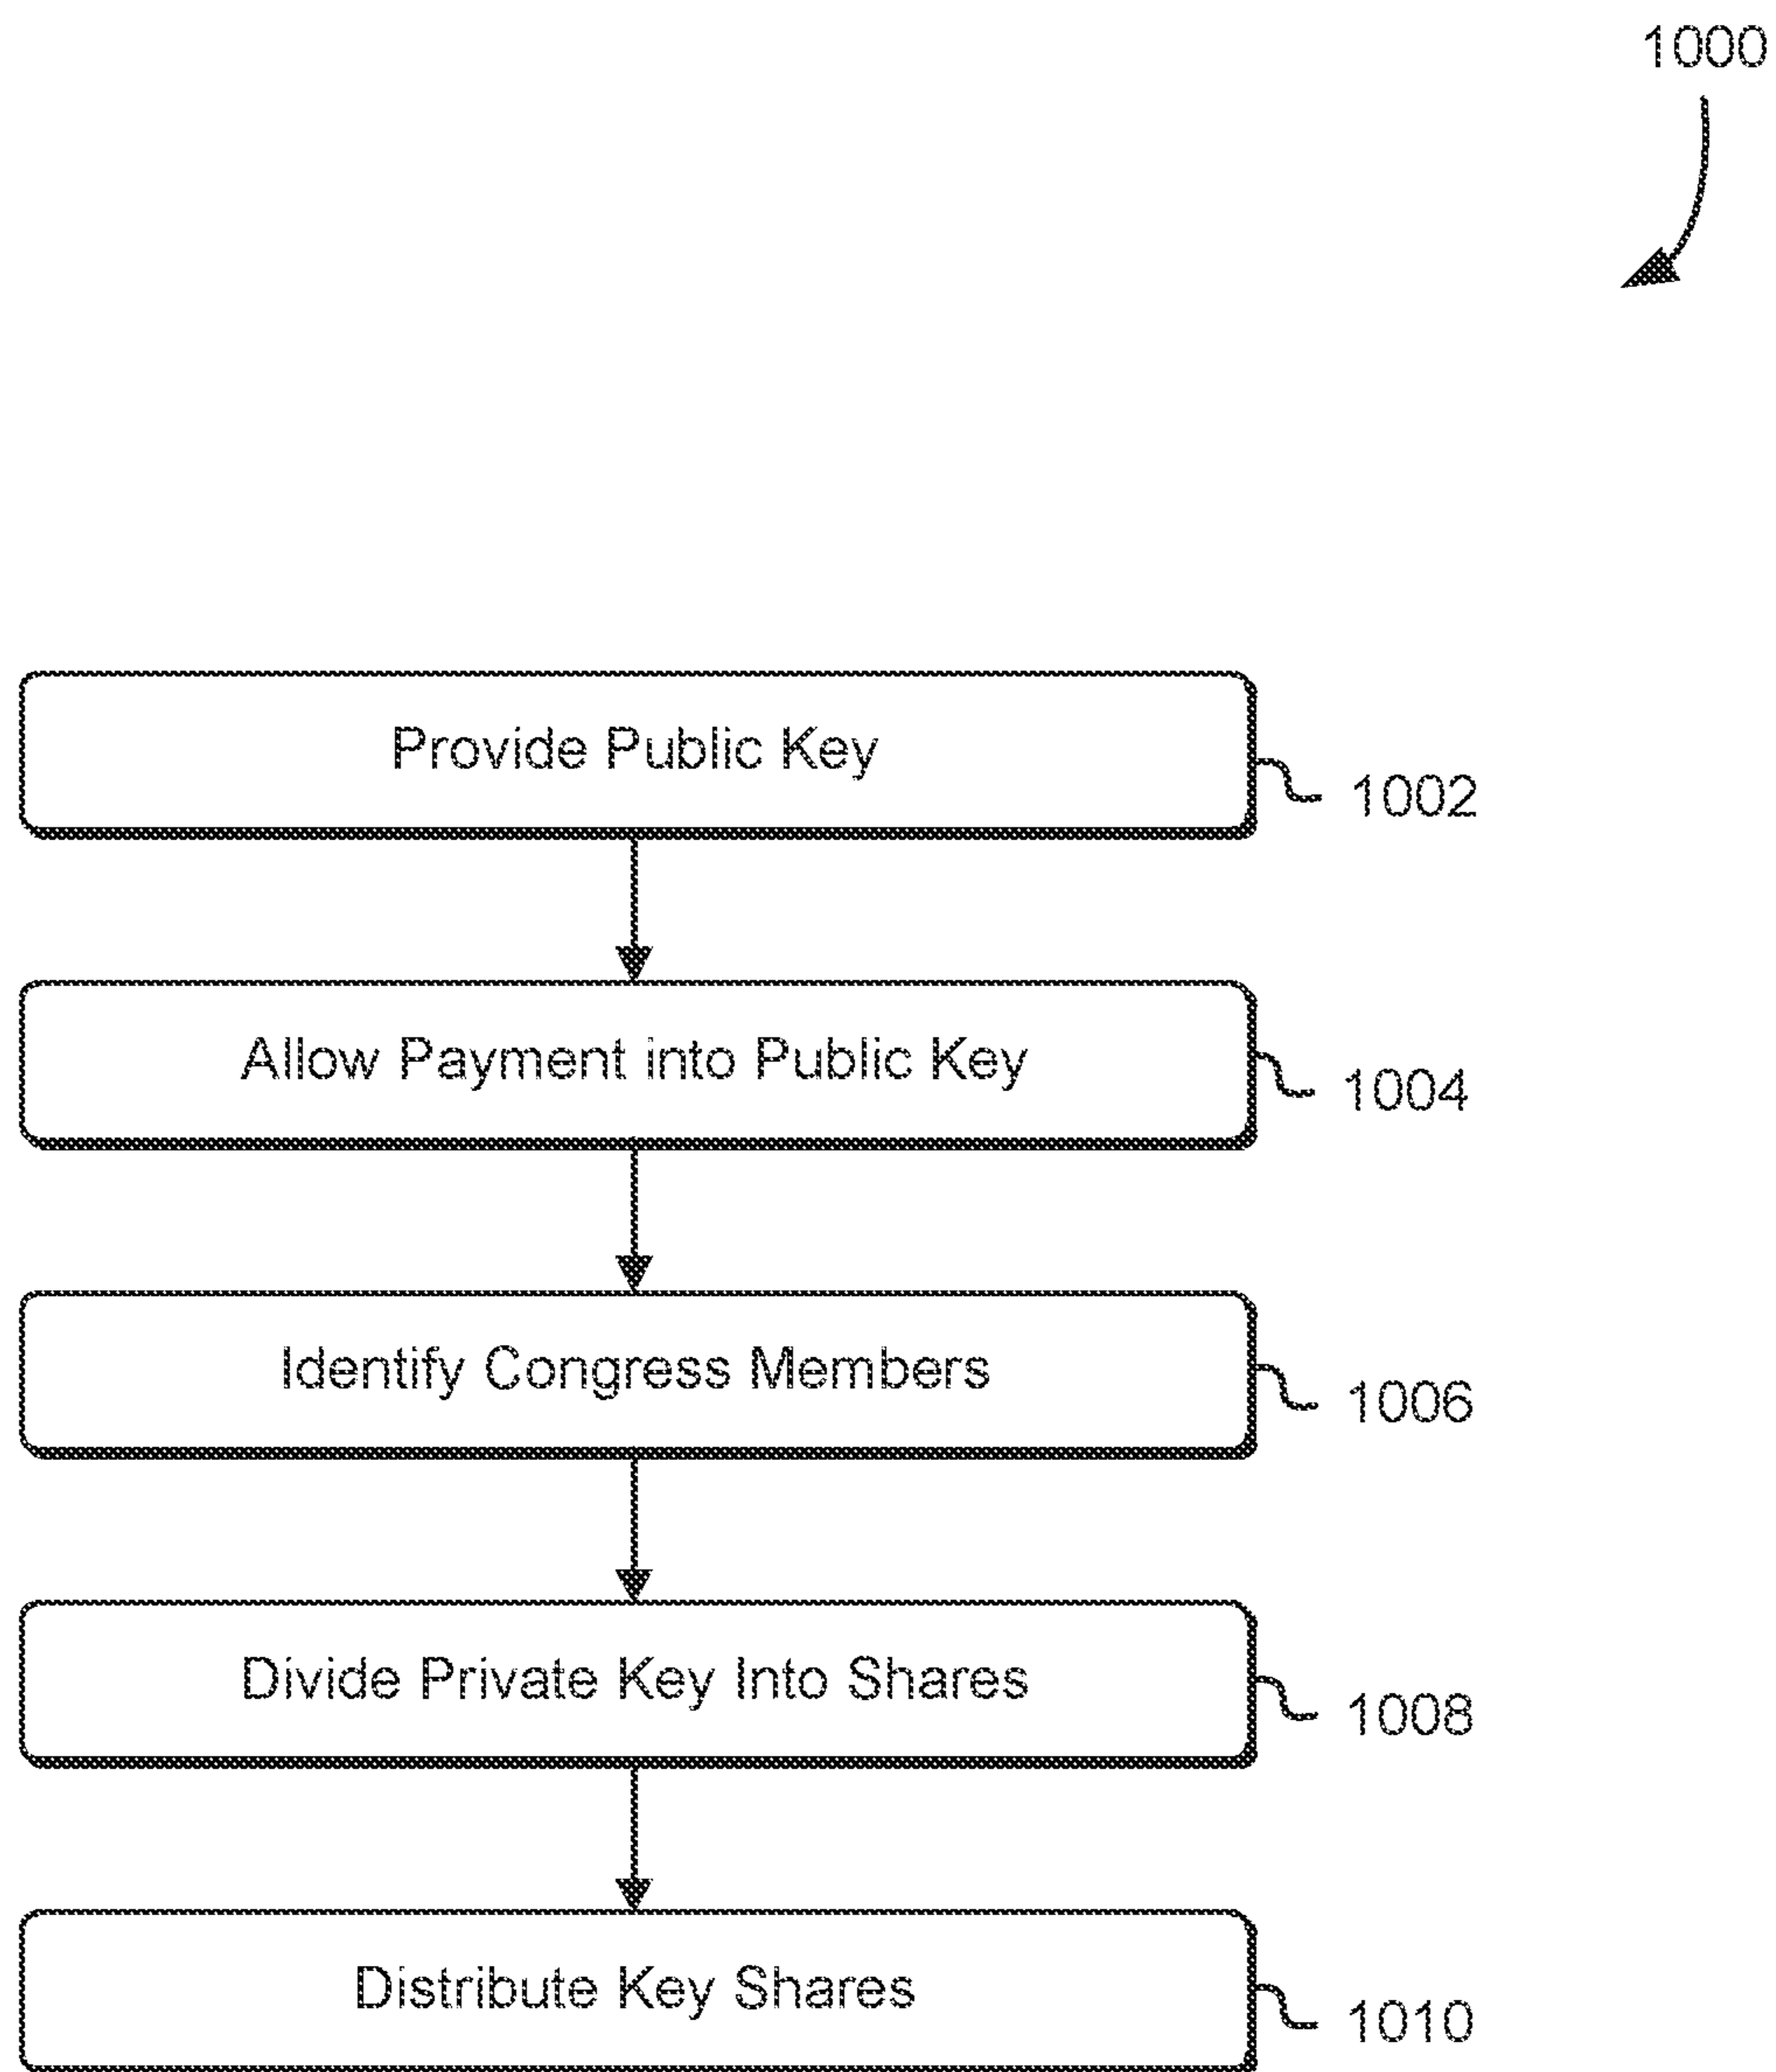 1000
Provide Public Key
1002
Allow Payment into Public Key
1004
Identify Congress Members
1006
Divide Private Key Into Shares
1008
Distribute Key Shares
1010